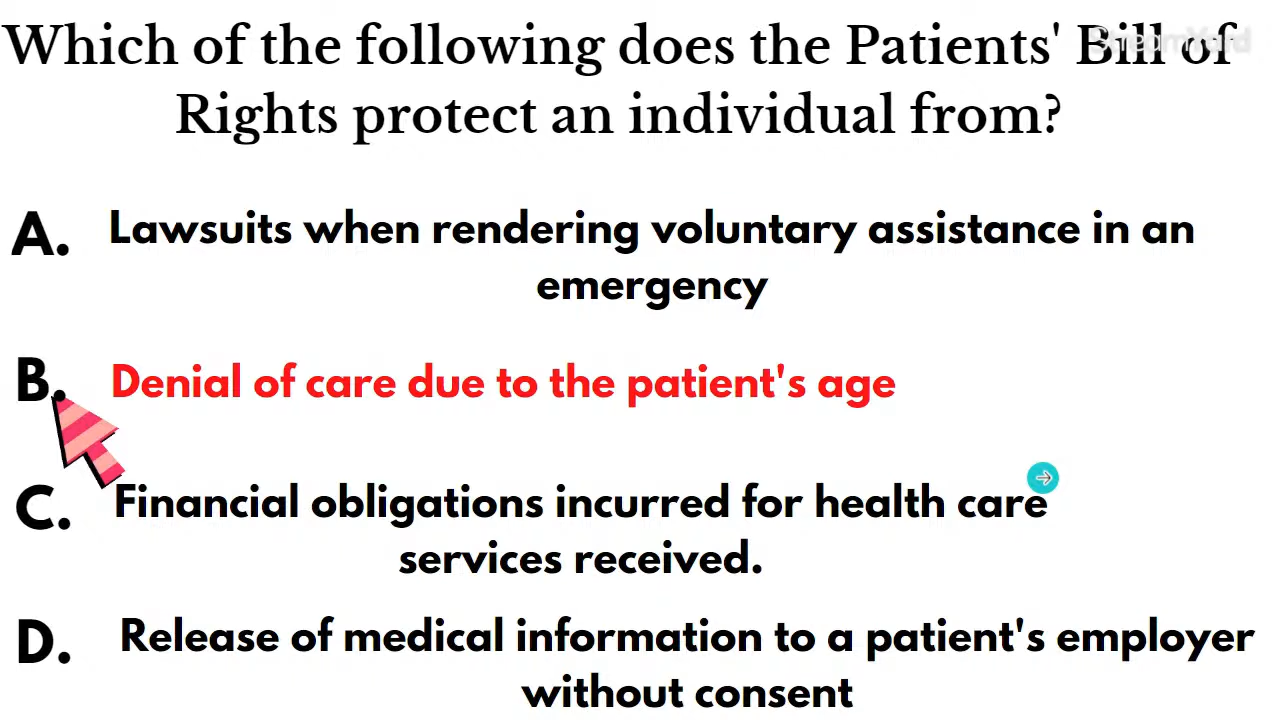 Which of the following does the Patients' Bill of
Rights protect an individual from?
StreamYard
A. Lawsuits when rendering voluntary assistance in an
emergency
B. Denial of care due to the patient's age
C. Financial obligations incurred for health care
services received.
D. Release of medical information to a patient's employer
without consent